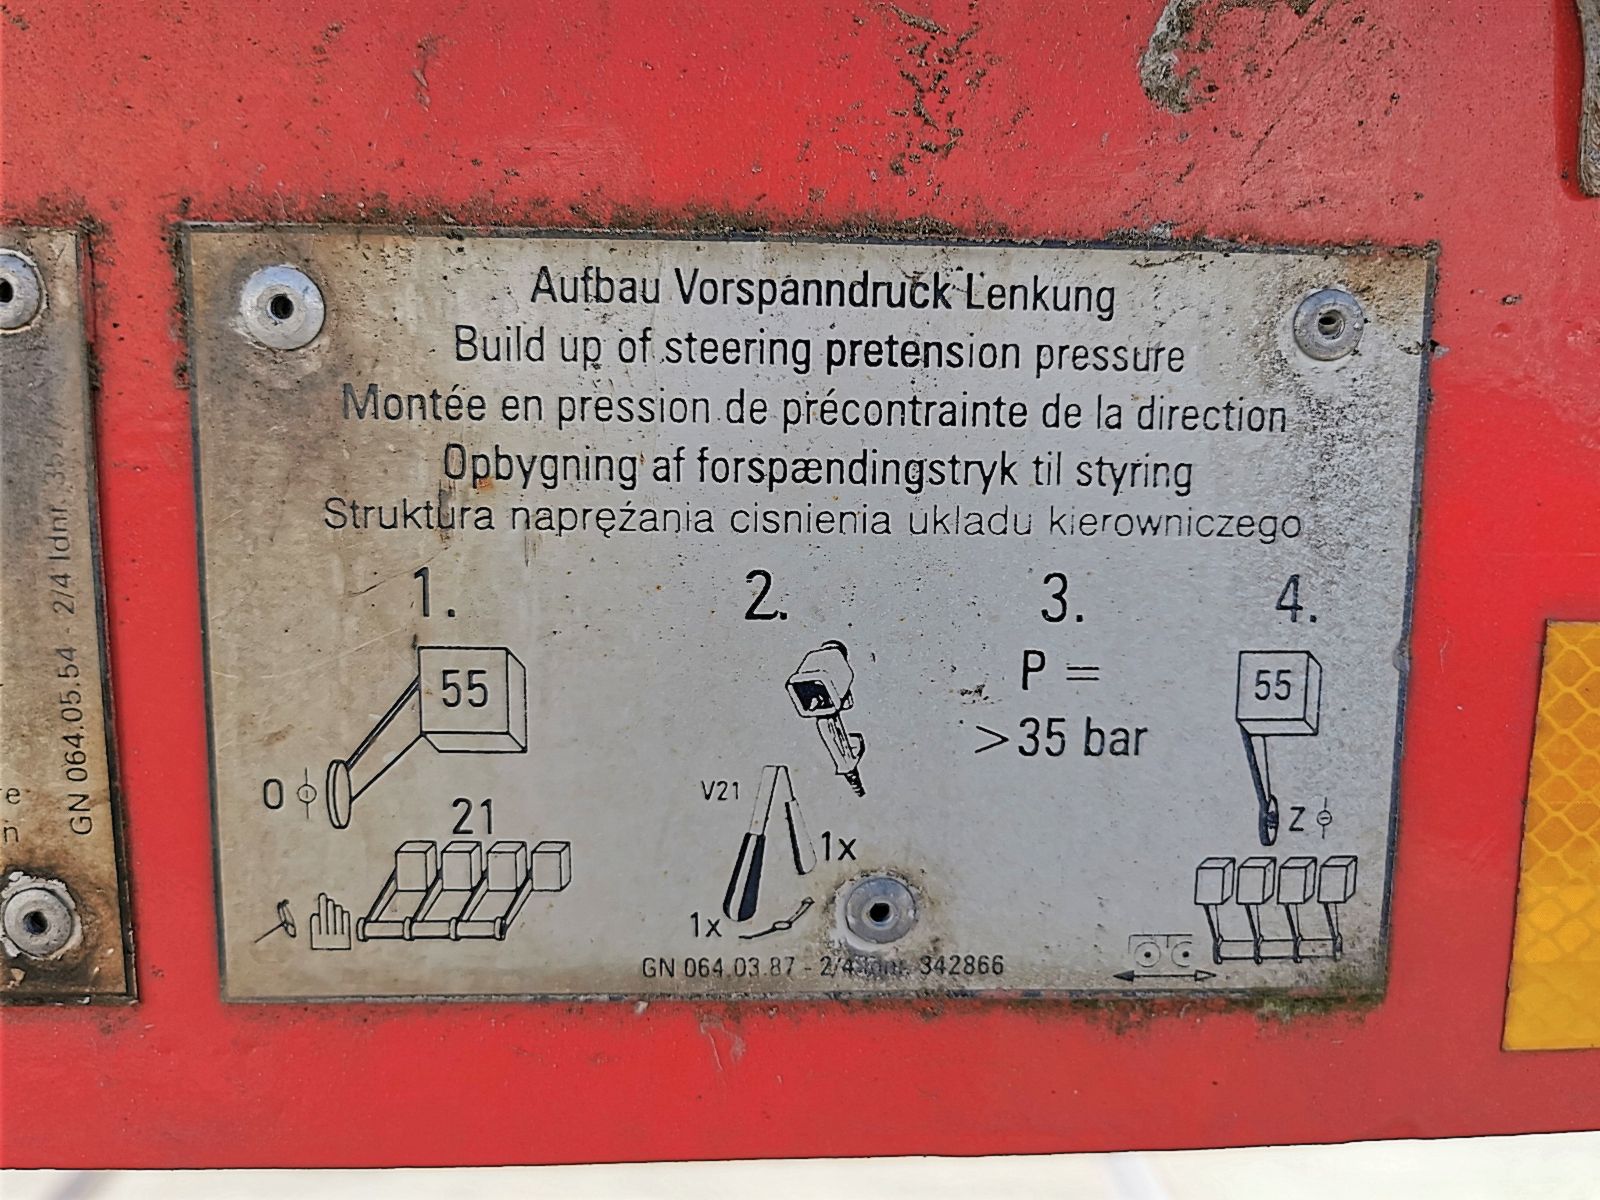 Aufbau Vorspanndruck Lenkung
Build up of steering pretension pressure
Montée en pression de précontrainte de la direction
Opbygning af forspændingstryk til styring
Struktura naprężania cisnienia ukladu kierowniczego
1.
2.
3.
4.
55
P =
>35 bar
55
O
21
V21
1x
1x
Z
GN 064.03.87 - 2/4 Idnr. 342866
GN 064.05.54 - 2/4 Idnr.
e
n